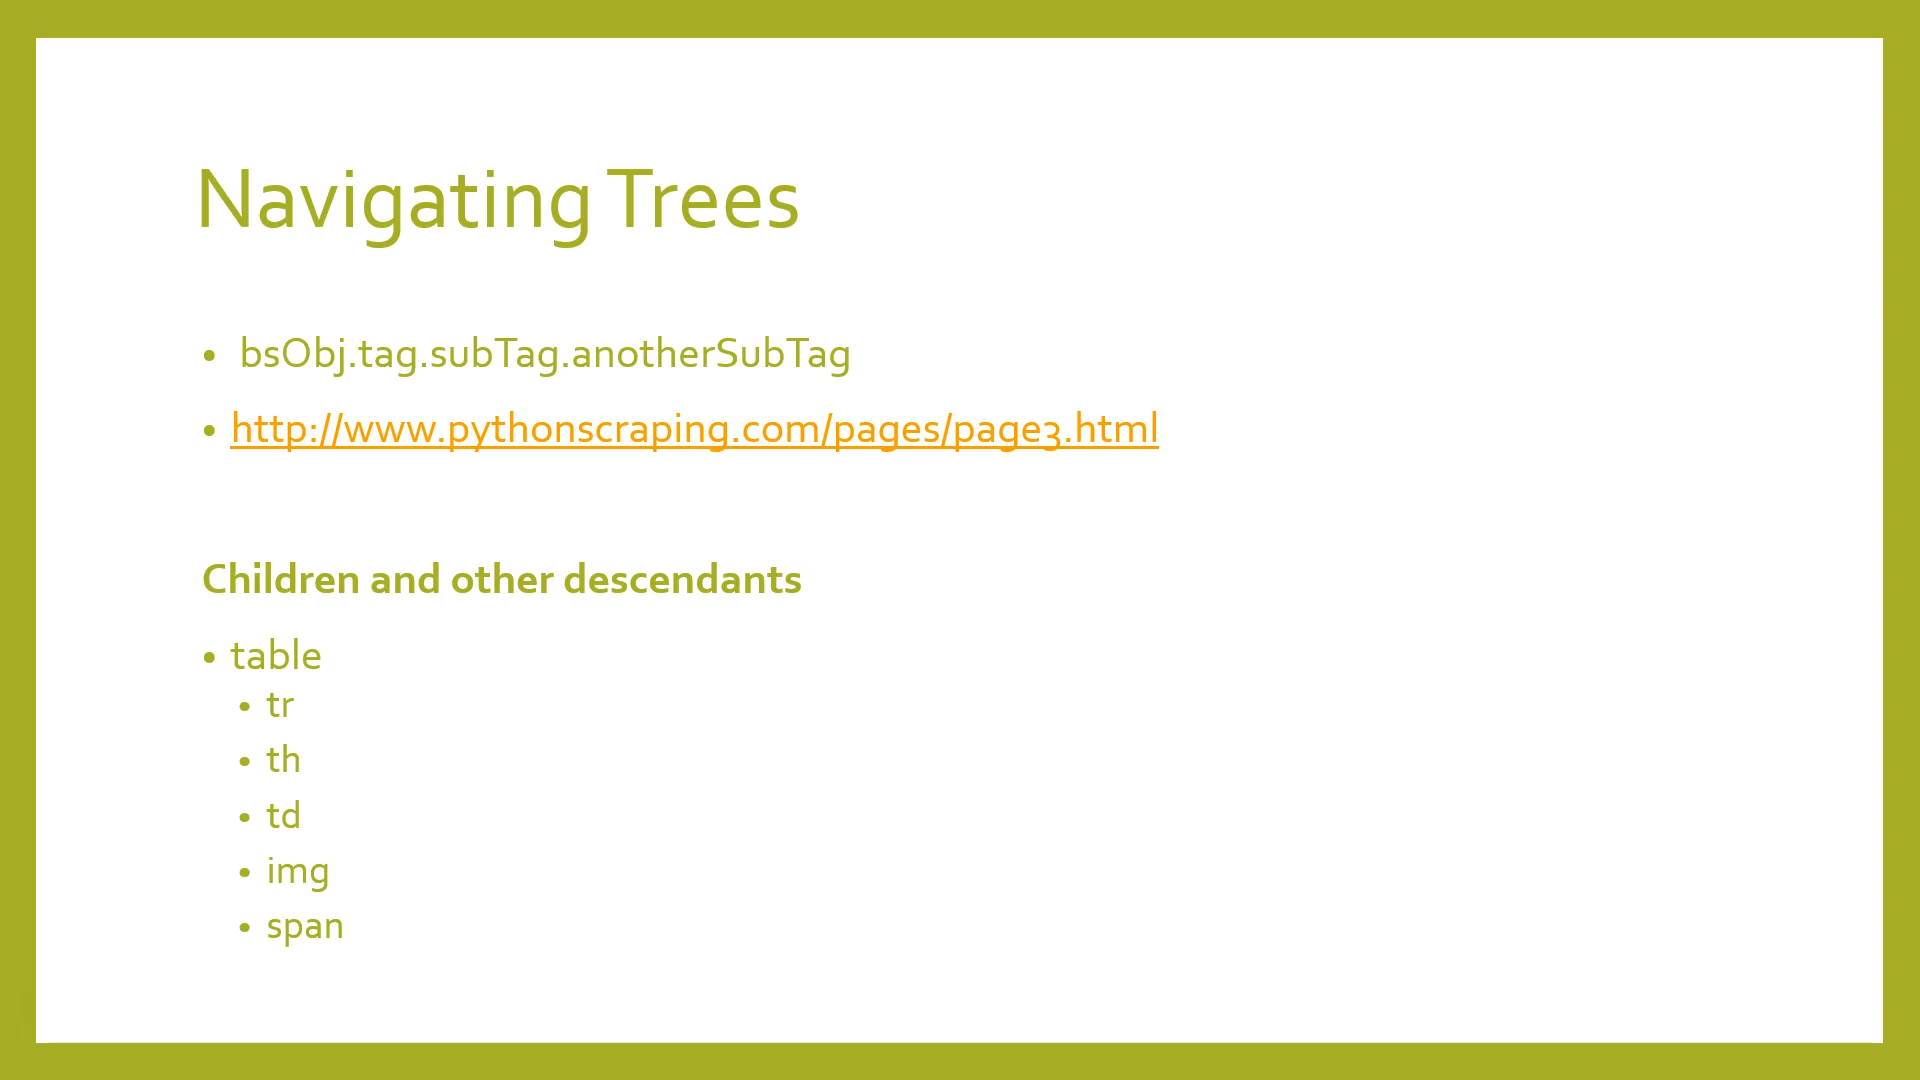 Navigating Trees
• bsObj.tag.subTag.anotherSubTag
• http://www.pythonscraping.com/pages/page3.html
Children and other descendants
• table
• tr
• th
• td
• img
• span